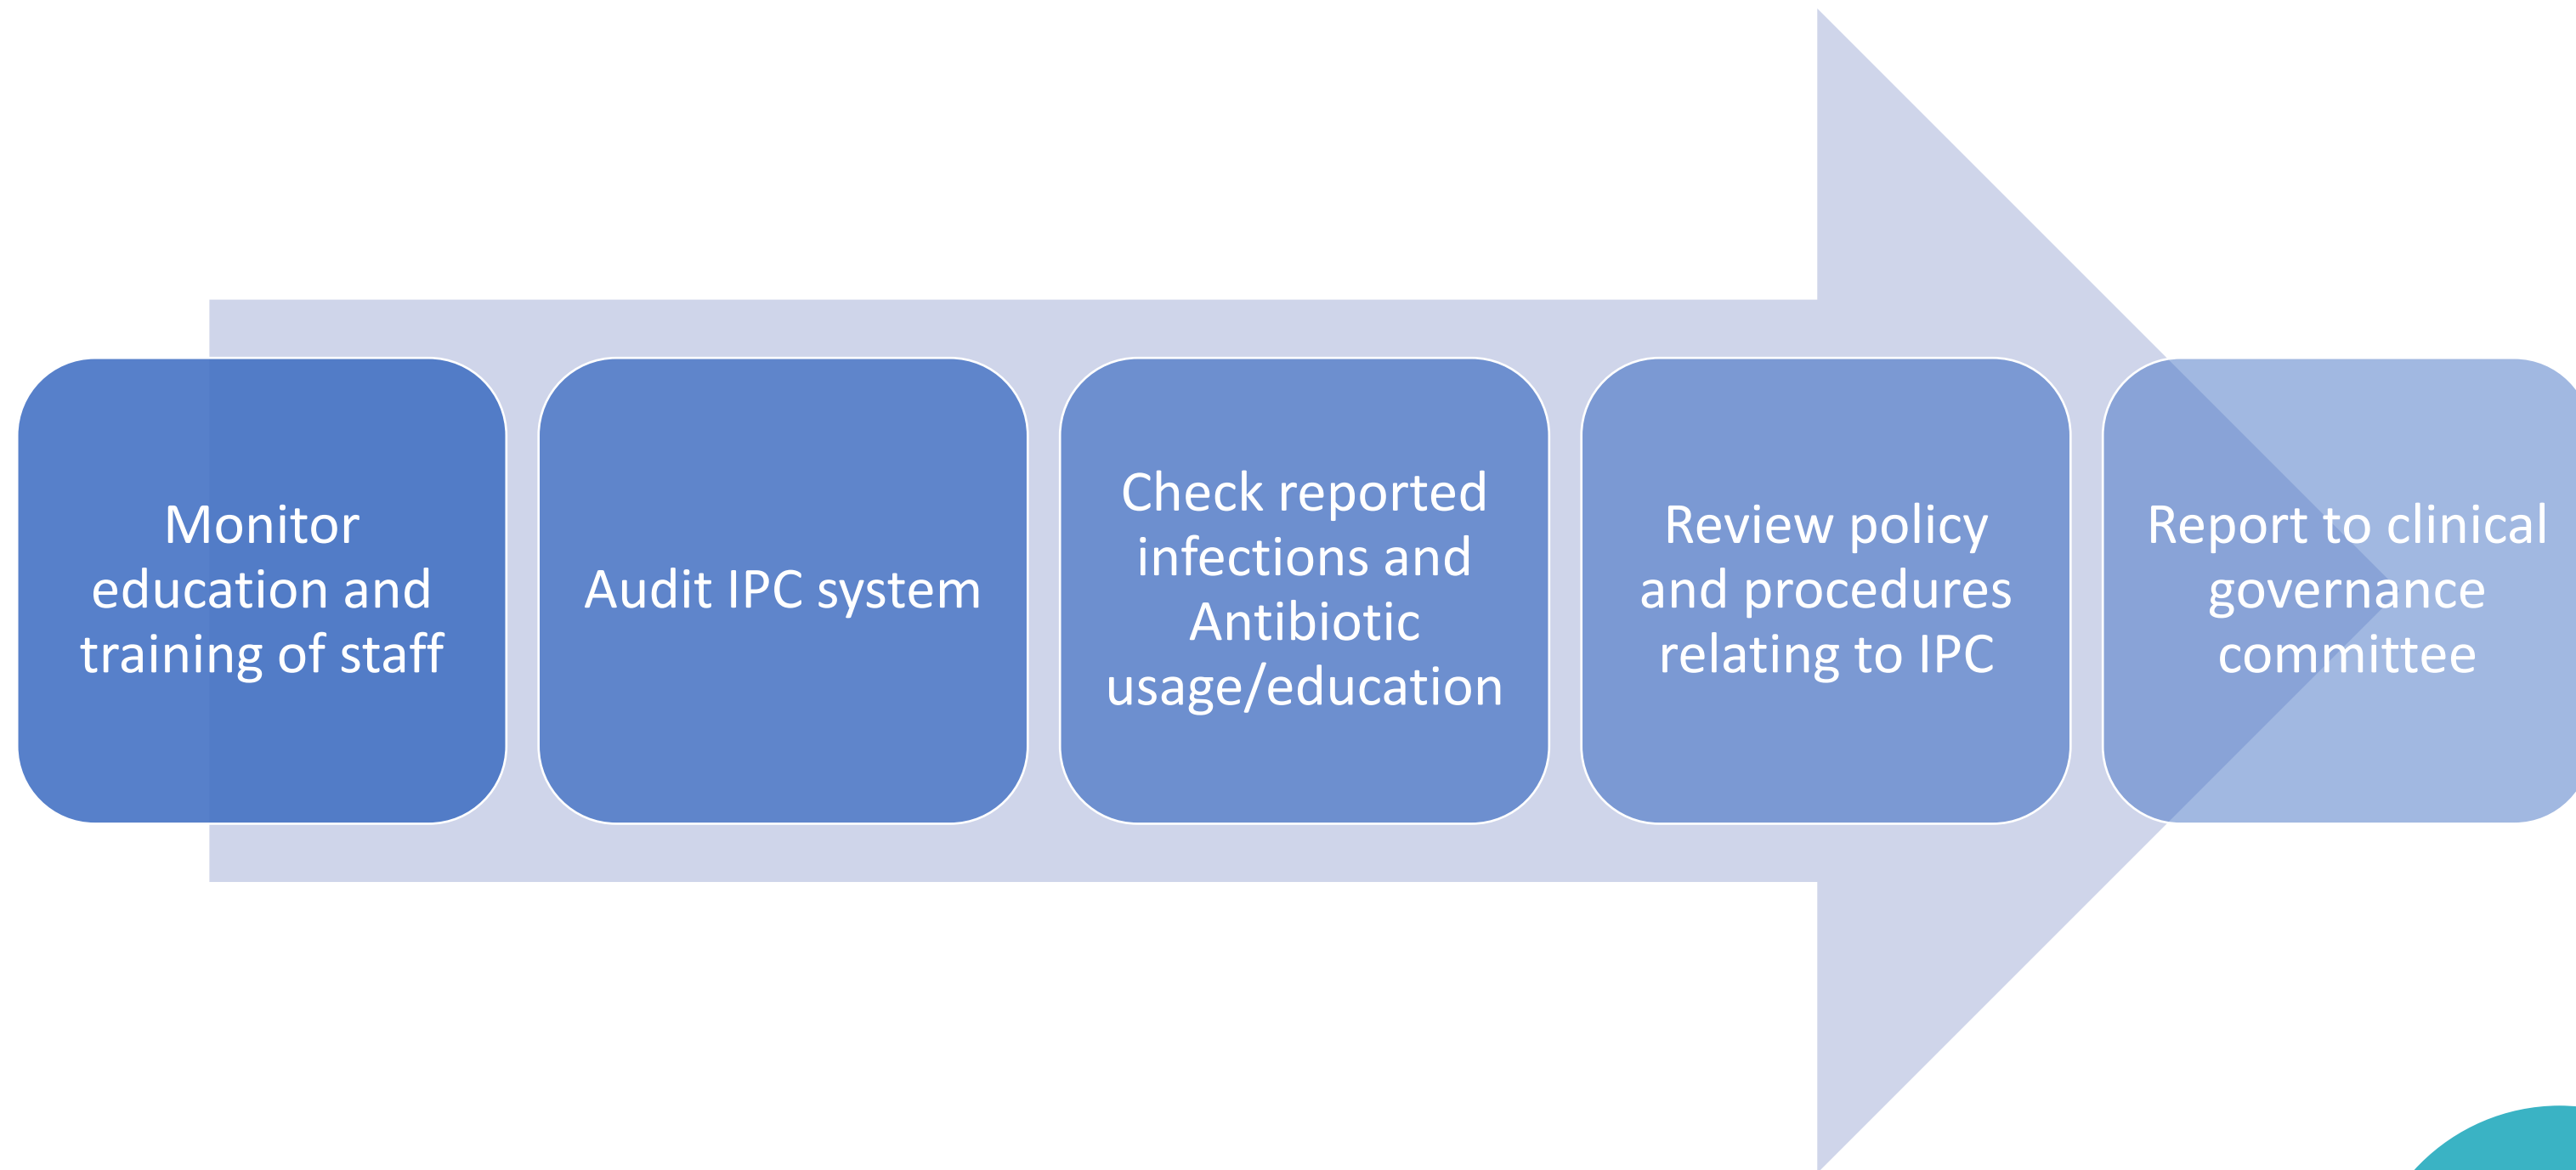 Monitor
education and
training of staff
Audit IPC system
Check reported
infections and
Antibiotic
usage/education
Review policy
and procedures
relating to IPC
Report to clinical
governance
committee